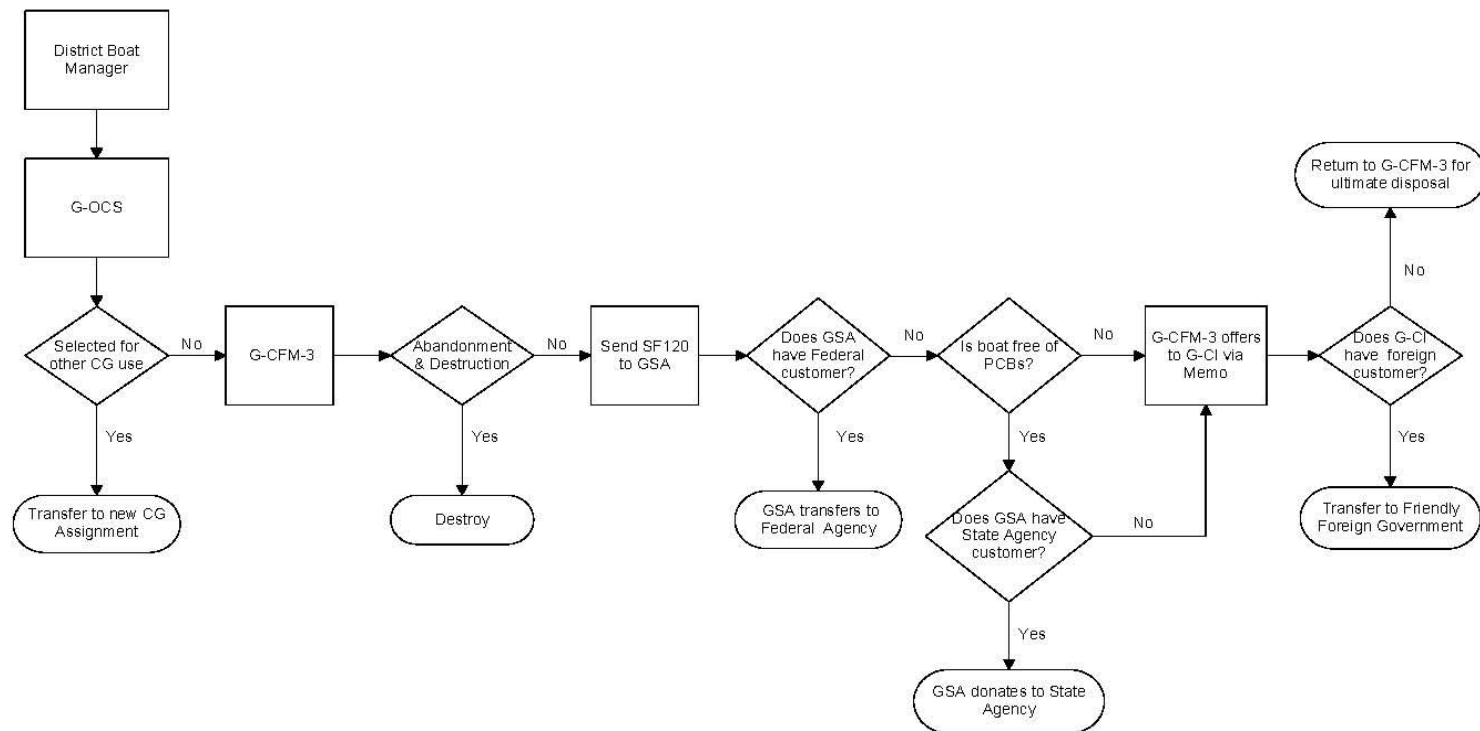 District Boat
Manager
G-OCS
Return to G-CFM-3 for
ultimate disposal
No
Selected for
other CG use
No
G-CFM-3
Abandonment
& Destruction
No
Send SF120
to GSA
Does GSA
have Federal
customer?
No
Is boat free of
PCBs?
No
G-CFM-3 offers
to G-CI via
Memo
Does G-CI
have foreign
customer?
Yes
Yes
Yes
Yes
Yes
Transfer to new CG
Assignment
Destroy
GSA transfers to
Federal Agency
Does GSA have
State Agency
customer?
No
Transfer to Friendly
Foreign Government
Yes
GSA donates to State
Agency